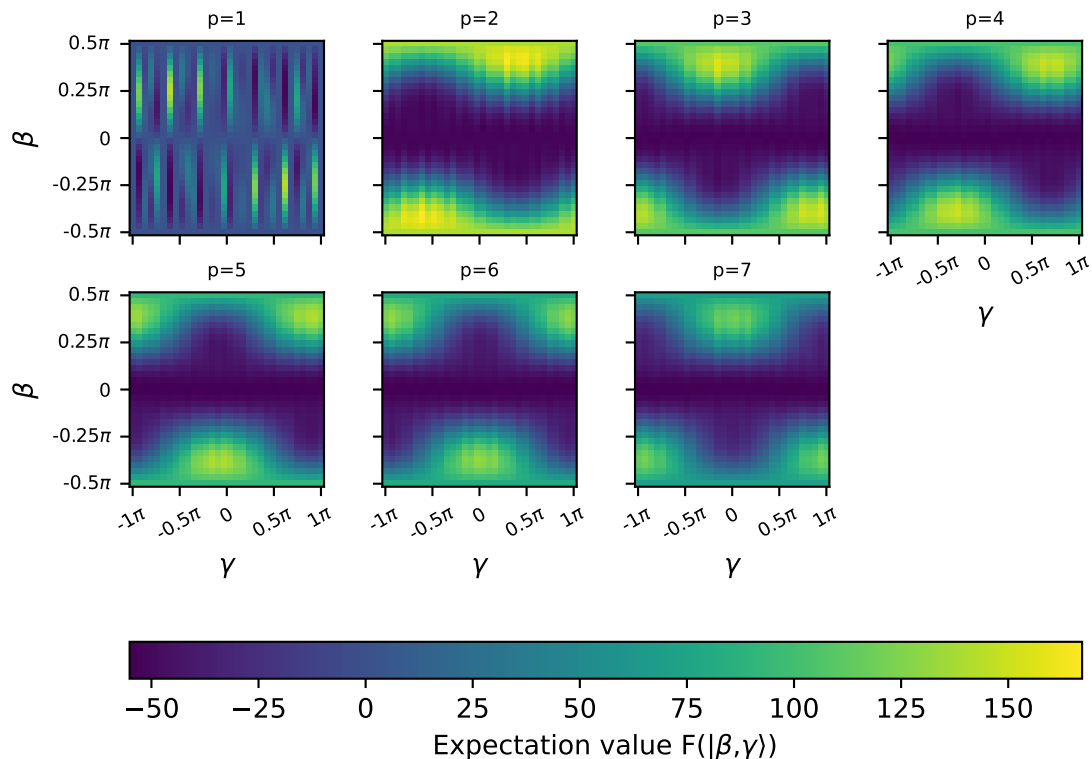 p=1
p=2
p=3
p=4
0.5π
0.25π
0
-0.25π
-0.5π
β
-1π
-0.5π
0
0.5π
1π
γ
p=5
p=6
p=7
0.5π
0.25π
0
-0.25π
-0.5π
β
-1π
-0.5π
0
0.5π
1π
γ
-1π
-0.5π
0
0.5π
1π
γ
-1π
-0.5π
0
0.5π
1π
γ
−50 −25 0 25 50 75 100 125 150
Expectation value F(|β,γ⟩)